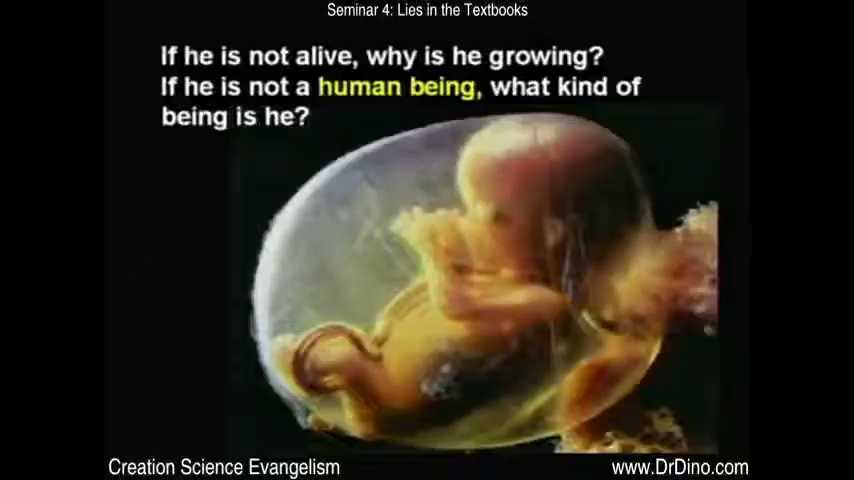 Seminar 4: Lies in the Textbooks
If he is not alive, why is he growing?
If he is not a human being, what kind of
being is he?
Creation Science Evangelism
www.DrDino.com